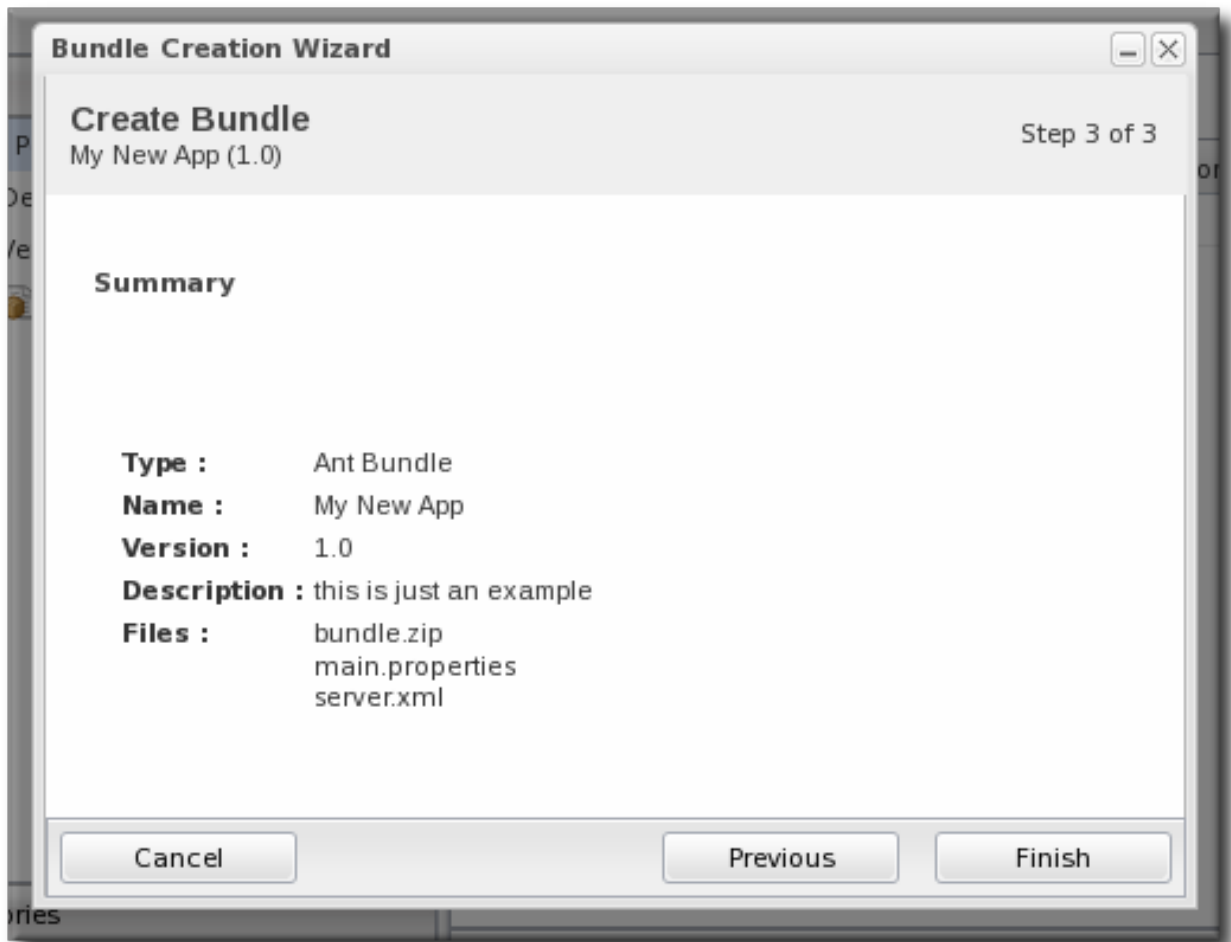 Bundle Creation Wizard
Create Bundle
My New App (1.0)
Step 3 of 3
Summary
Type : Ant Bundle
Name : My New App
Version : 1.0
Description : this is just an example
Files : bundle.zip
main.properties
server.xml
Cancel Previous Finish